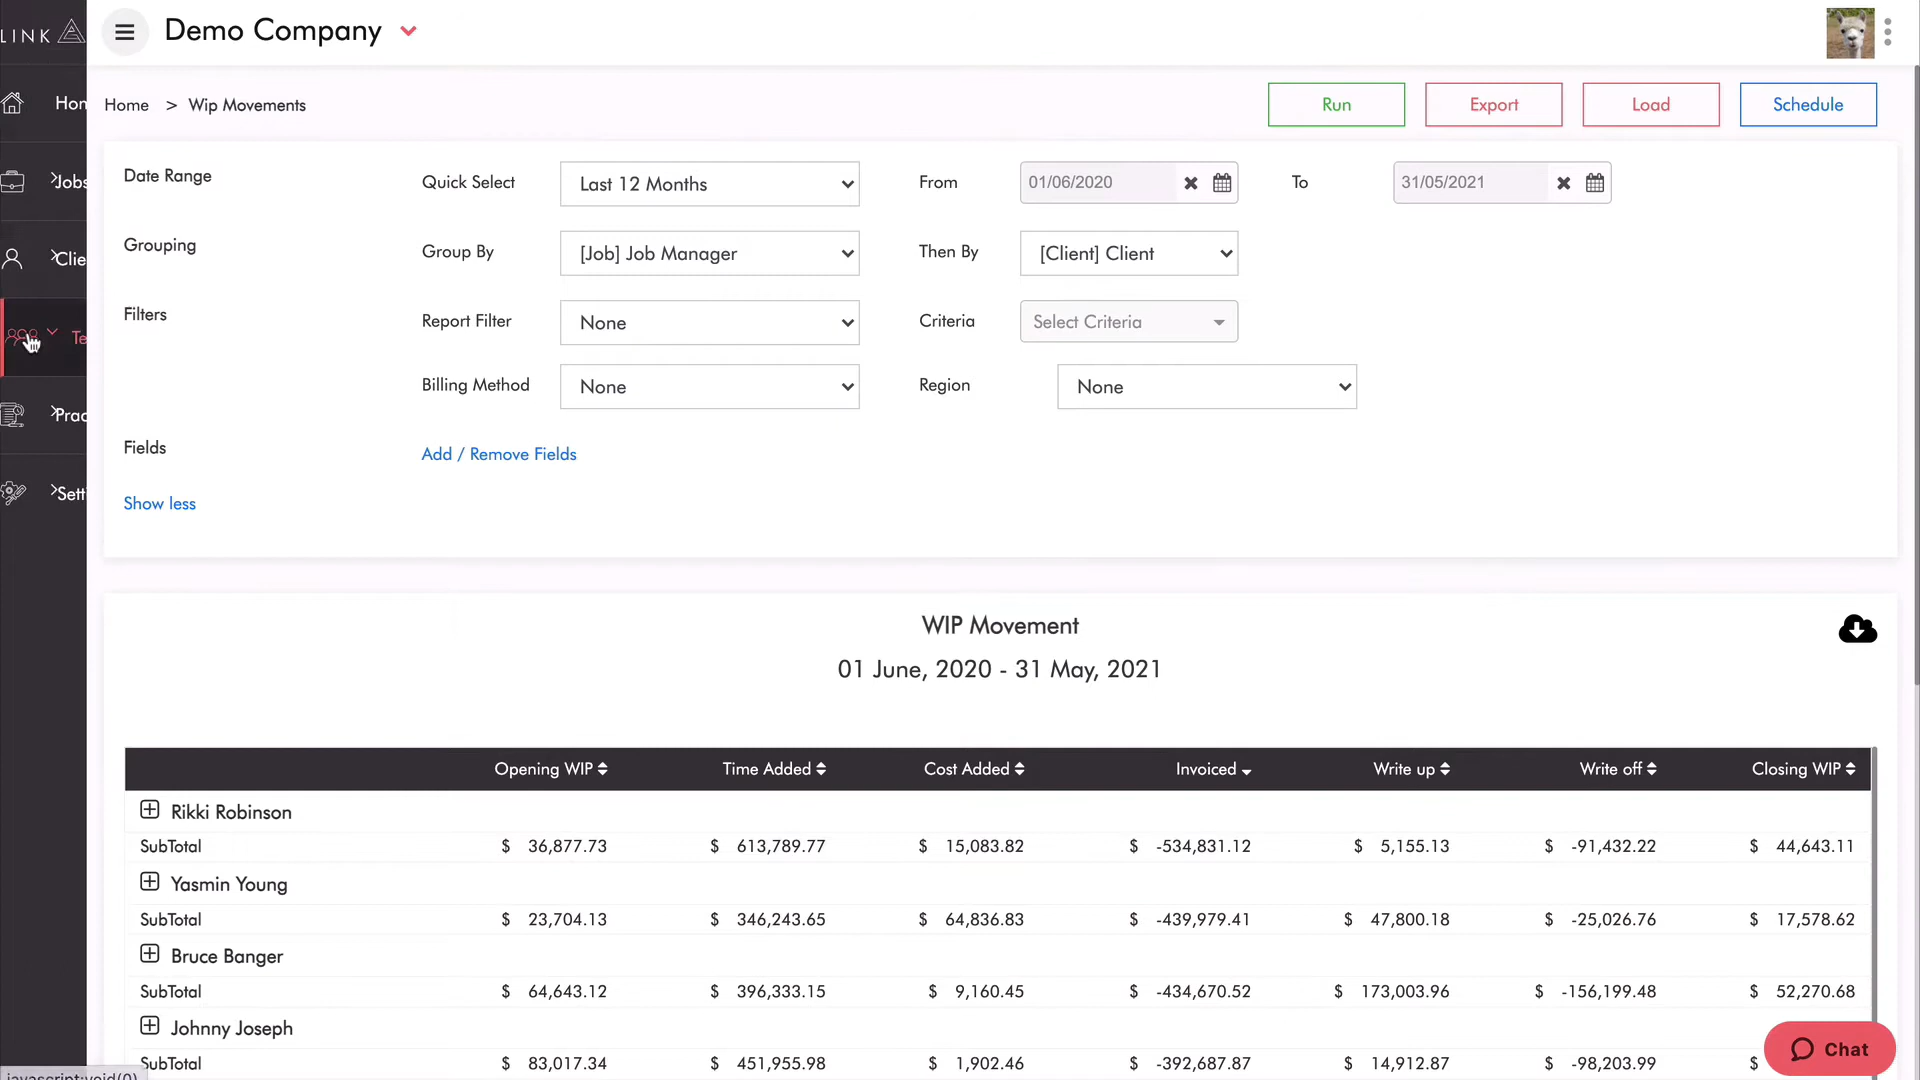 LINK
Demo Company
Hon
Home > Wip Movements
Run
Export
Load
Schedule
Jobs
Clie
Te
Prac
Setti
Date Range
Quick Select
Last 12 Months
From
01/06/2020
To
31/05/2021
Grouping
Group By
[Job] Job Manager
Then By
[Client] Client
Filters
Report Filter
None
Criteria
Select Criteria
Billing Method
None
Region
None
Fields
Add / Remove Fields
Show less
WIP Movement
01 June, 2020 - 31 May, 2021
Opening WIP Time Added Cost Added Invoiced Write up Write off Closing WIP
Rikki Robinson
SubTotal $ 36,877.73 $ 613,789.77 $ 15,083.82 $ -534,831.12 $ 5,155.13 $ -91,432.22 $ 44,643.11
Yasmin Young
SubTotal $ 23,704.13 $ 346,243.65 $ 64,836.83 $ -439,979.41 $ 47,800.18 $ -25,026.76 $ 17,578.62
Bruce Banger
SubTotal $ 64,643.12 $ 396,333.15 $ 9,160.45 $ -434,670.52 $ 173,003.96 $ -156,199.48 $ 52,270.68
Johnny Joseph
SubTotal $ 83,017.34 $ 451,955.98 $ 1,902.46 $ -392,687.87 $ 14,912.87 $ -98,203.99 $
Chat
javascript:void(0)